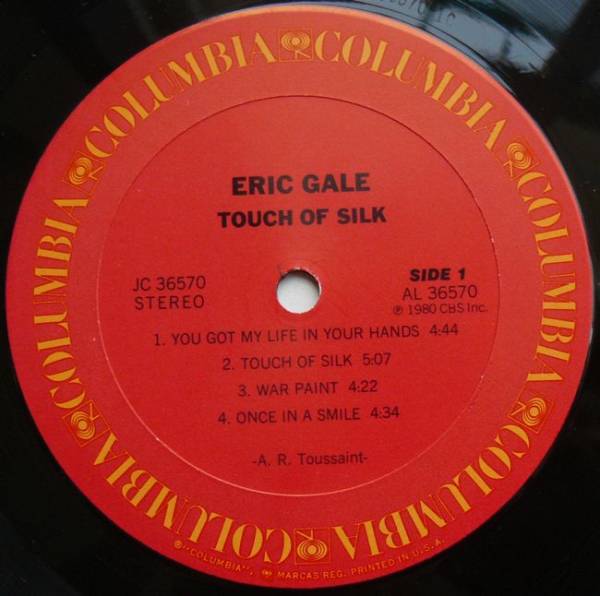 COLUMBIA COLUMBIA COLUMBIA COLUMBIA COLUMBIA COLUMBIA COLUMBIA
ERIC GALE
TOUCH OF SILK
JC 36570
STEREO
SIDE 1
AL 36570
℗ 1980 CBS Inc.
1. YOU GOT MY LIFE IN YOUR HANDS 4:44
2. TOUCH OF SILK 5:07
3. WAR PAINT 4:22
4. ONCE IN A SMILE 4:34
-A. R. Toussaint-
® "COLUMBIA", MARCAS REG. PRINTED IN U.S.A.